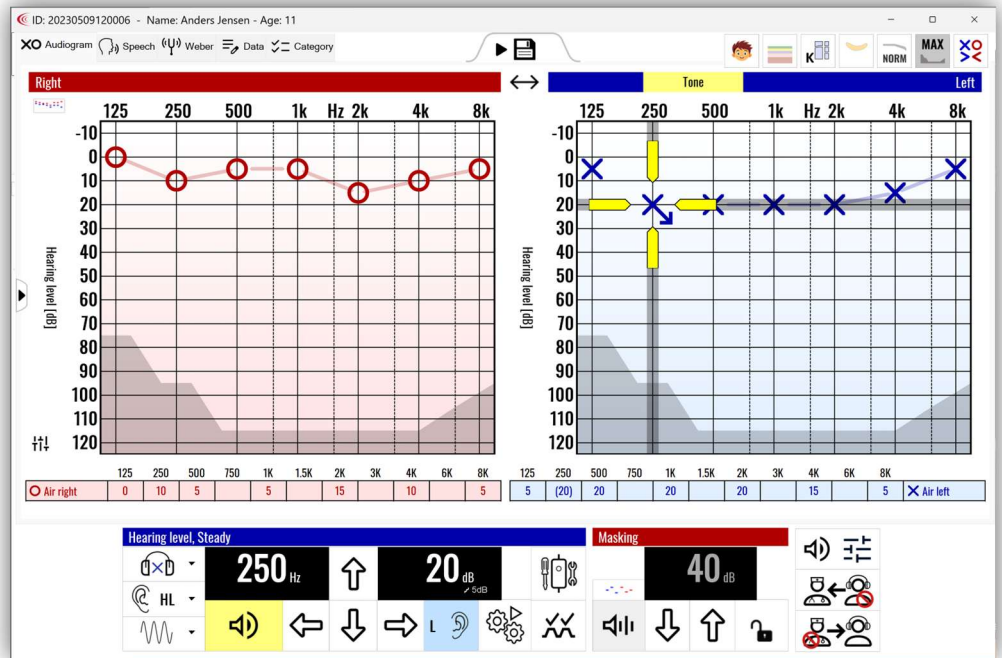 ID: 20230509120006 - Name: Anders Jensen - Age: 11
XO Audiogram Speech Weber Data Category
K NORM MAX
Right
Tone Left
125 250 500 1k Hz 2k 4k 8k
125 250 500 1k Hz 2k 4k 8k
-10 -10
0 0
10 10
20 20
30 30
40 40
50 50
60 60
70 70
80 80
90 90
100 100
110 110
120 120
Hearing level [dB]
Hearing level [dB]
125 250 500 750 1K 1.5K 2K 3K 4K 6K 8K 125 250 500 750 1K 1.5K 2K 3K 4K 6K 8K
Air right 0 10 5 5 15 10 5 5 (20) 20 20 20 15 5 Air left
Hearing level, Steady Masking
250 Hz 20 dB 5dB 40 dB
HL
L